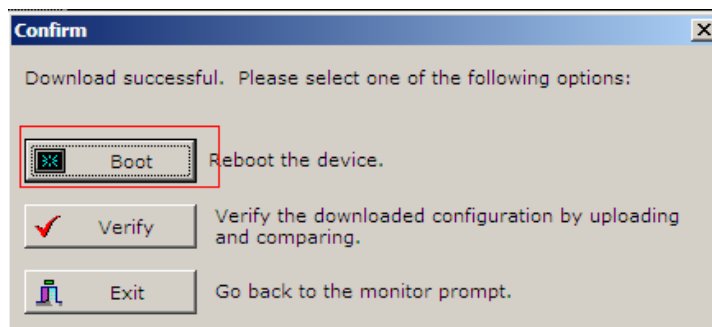 Confirm
Download successful.  Please select one of the following options:
Boot Reboot the device.
Verify Verify the downloaded configuration by uploading
and comparing.
Exit Go back to the monitor prompt.